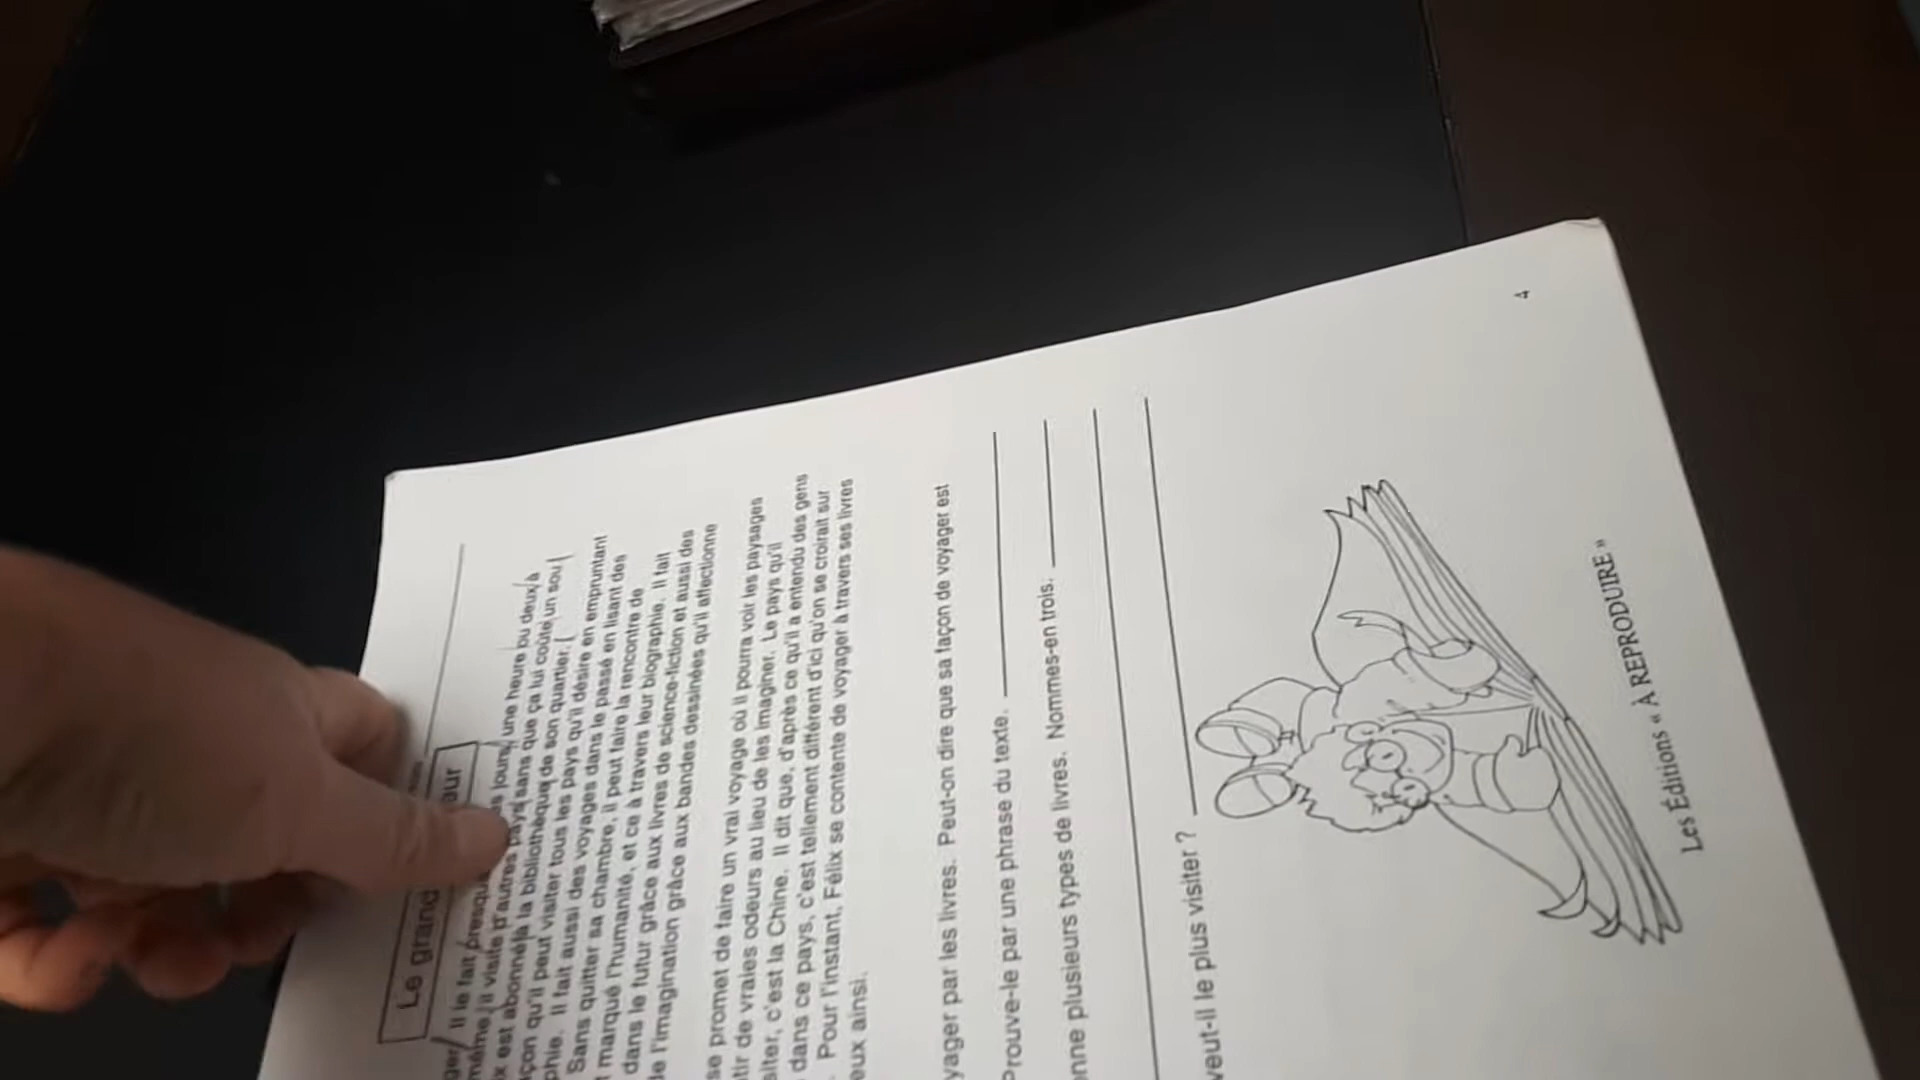 Le grand
ger Il le fait presque jours, une heure ou deux à
même, il visite d'autres pays sans que ça lui coûte un sou
x est abonné à la bibliothèque de son quartier.
açon qu'il peut visiter tous les pays qu'il désire en empruntant
phie. Il fait aussi des voyages dans le passé en lisant des
Sans quitter sa chambre, il peut faire la rencontre de
t marqué l'humanité, et ce à travers leur biographie. Il fait
dans le futur grâce aux livres de science-fiction et aussi des
de l'imagination grâce aux bandes dessinées qu'il affectionne
se promet de faire un vrai voyage où il pourra voir les paysages
tir de vraies odeurs au lieu de les imaginer. Le pays qu'il
siter, c'est la Chine. Il dit que, d'après ce qu'il a entendu des gens
dans ce pays, c'est tellement différent d'ici qu'on se croirait sur
. Pour l'instant, Félix se contente de voyager à travers ses livres
eux ainsi.
yager par les livres. Peut-on dire que sa façon de voyager est
Prouve-le par une phrase du texte.
onne plusieurs types de livres. Nommes-en trois.
veut-il le plus visiter ?
Les Éditions « À REPRODUIRE »
4